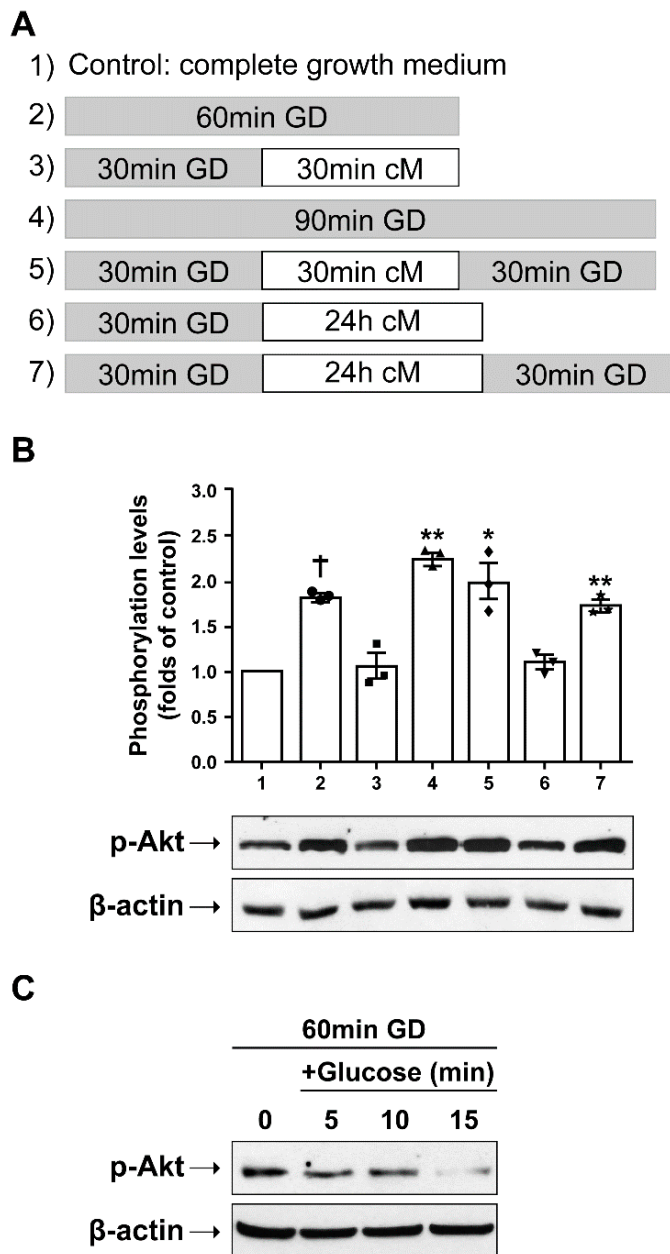 A
1) Control: complete growth medium
2) 60min GD
3) 30min GD 30min cM
4) 90min GD
5) 30min GD 30min cM 30min GD
6) 30min GD 24h cM
7) 30min GD 24h cM 30min GD
B
Phosphorylation levels
(folds of control)
3.0
2.5
2.0
1.5
1.0
0.5
0.0
† ** * **
1 2 3 4 5 6 7
p-Akt→
β-actin→
C
60min GD
+Glucose (min)
0 5 10 15
p-Akt→
β-actin→